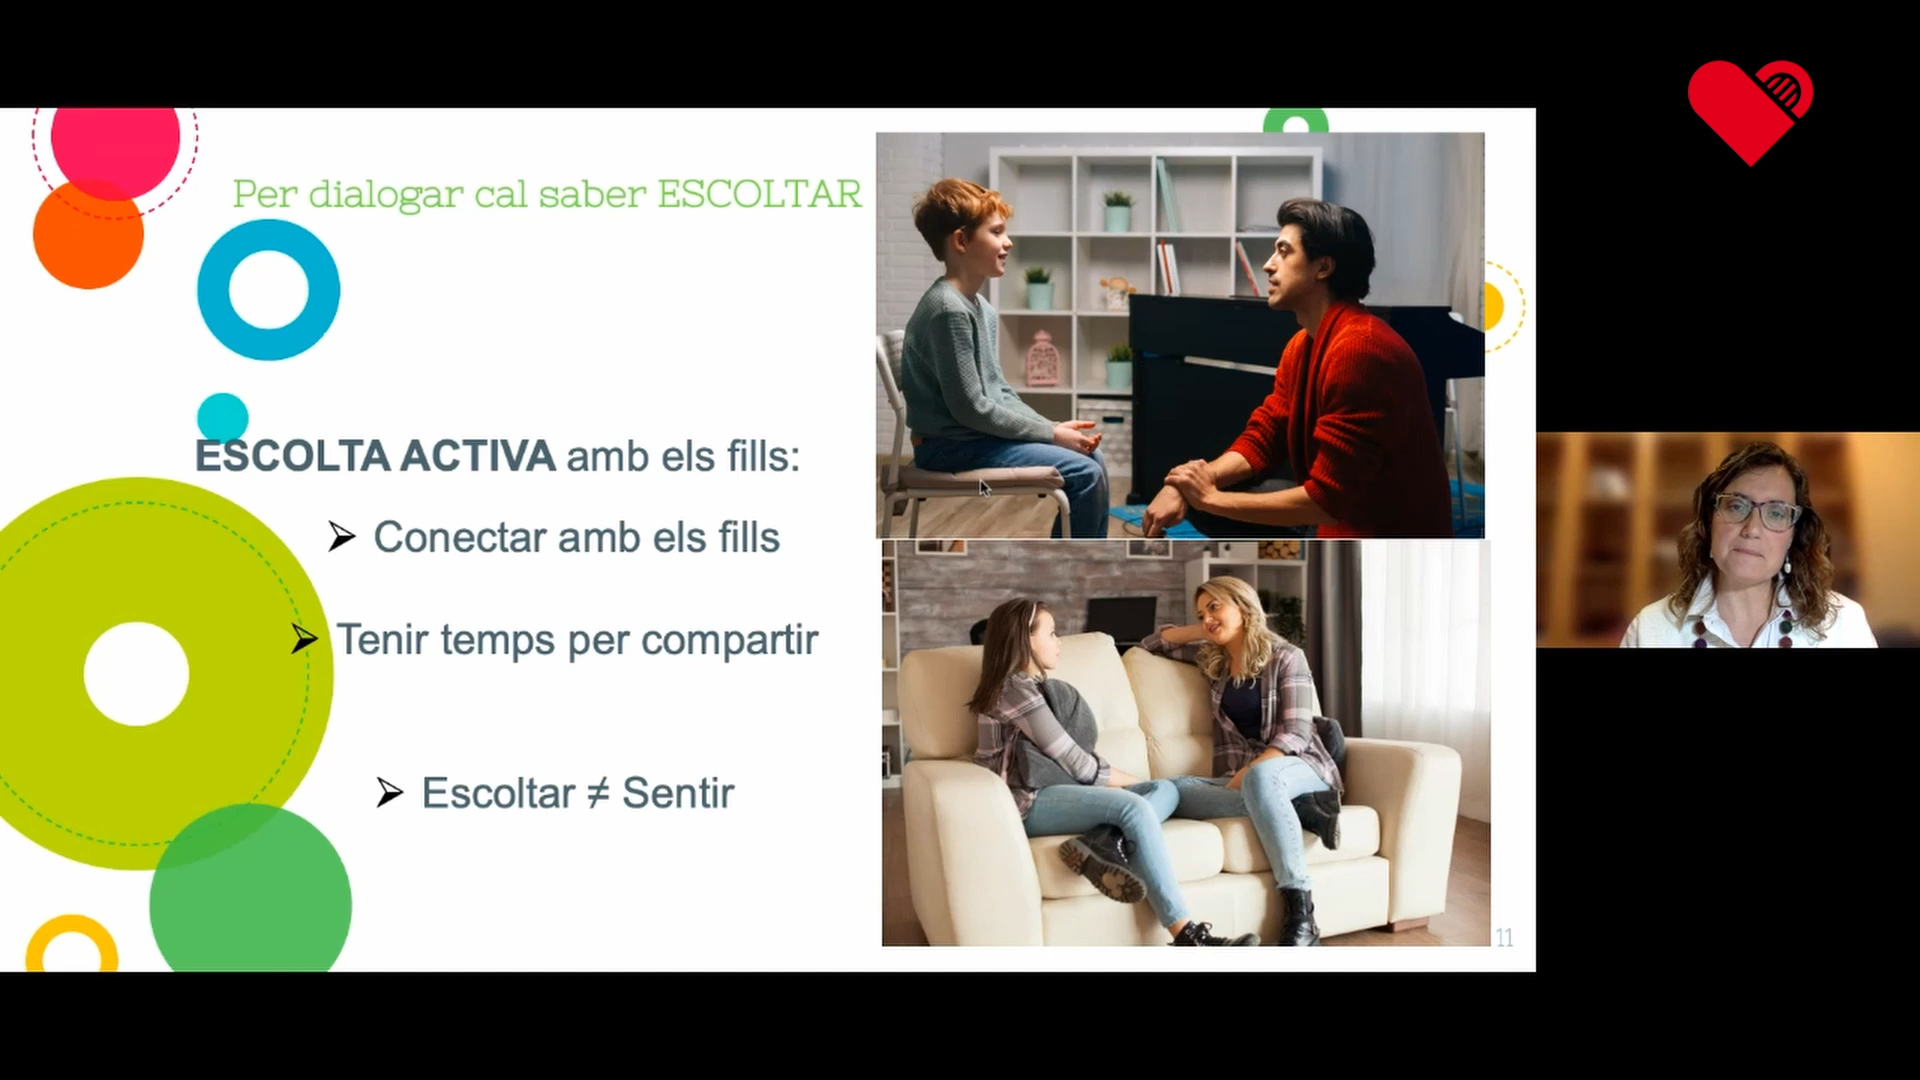 Per dialogar cal saber ESCOLTAR
ESCOLTA ACTIVA amb els fills:
Conectar amb els fills
Tenir temps per compartir
Escoltar ≠ Sentir
11